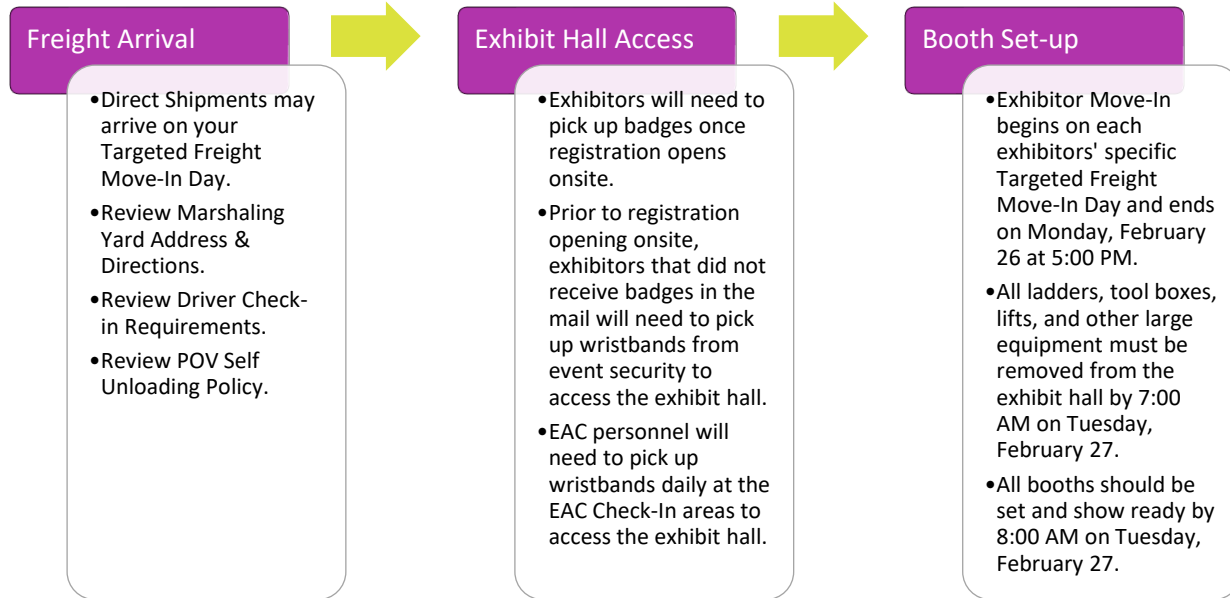 Freight Arrival
•Direct Shipments may
arrive on your
Targeted Freight
Move-In Day.
•Review Marshaling
Yard Address &
Directions.
•Review Driver Check-
in Requirements.
•Review POV Self
Unloading Policy.
Exhibit Hall Access
•Exhibitors will need to
pick up badges once
registration opens
onsite.
•Prior to registration
opening onsite,
exhibitors that did not
receive badges in the
mail will need to pick
up wristbands from
event security to
access the exhibit hall.
•EAC personnel will
need to pick up
wristbands daily at the
EAC Check-In areas to
access the exhibit hall.
Booth Set-up
•Exhibitor Move-In
begins on each
exhibitors' specific
Targeted Freight
Move-In Day and ends
on Monday, February
26 at 5:00 PM.
•All ladders, tool boxes,
lifts, and other large
equipment must be
removed from the
exhibit hall by 7:00
AM on Tuesday,
February 27.
•All booths should be
set and show ready by
8:00 AM on Tuesday,
February 27.